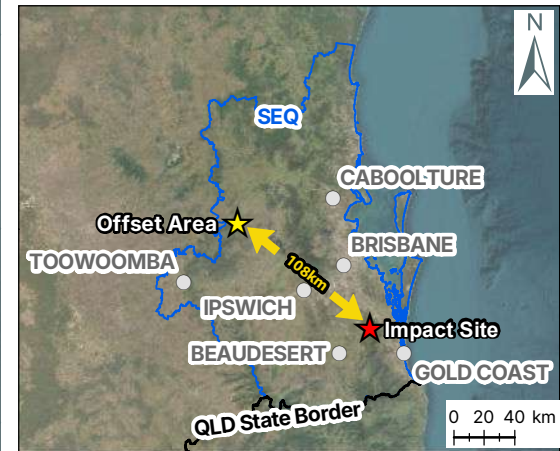 N
SEQ
CABOOLTURE
Offset Area
BRISBANE
TOOWOOMBA
108km
IPSWICH
Impact Site
BEAUDESERT
GOLD COAST
QLD State Border
0 20 40 km